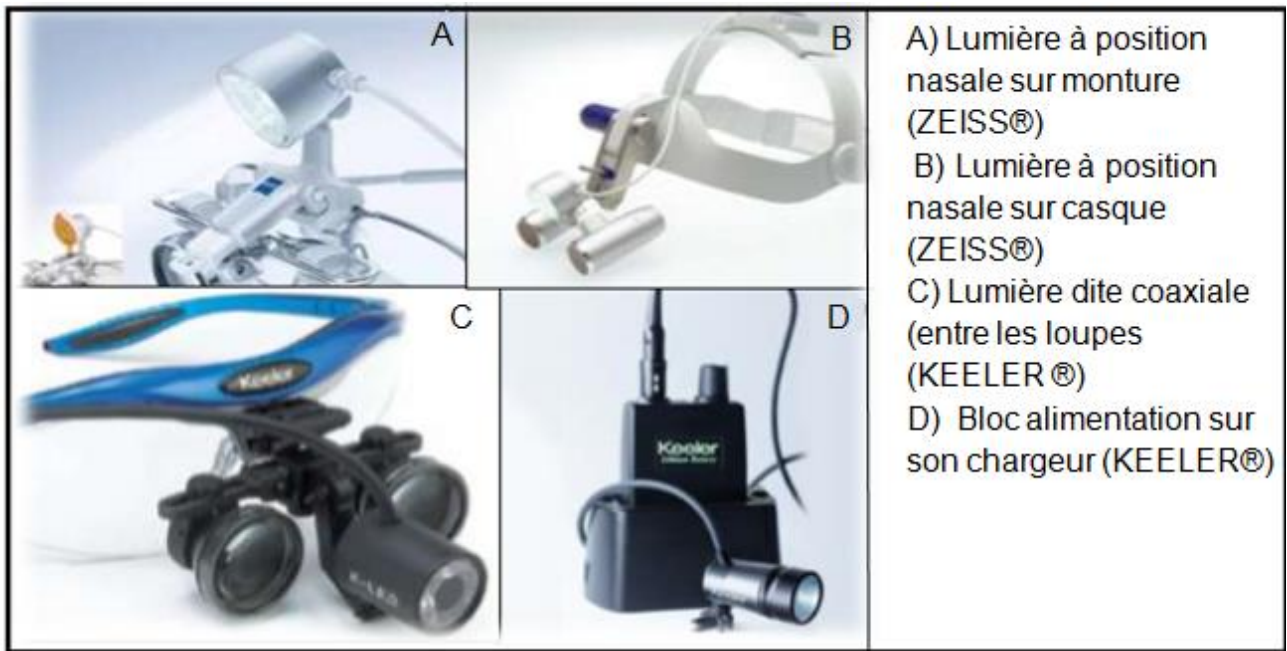 A
B
C
D
Keeler
K-LED
Keeler
A) Lumière à position
nasale sur monture
(ZEISS®)
B) Lumière à position
nasale sur casque
(ZEISS®)
C) Lumière dite coaxiale
(entre les loupes
(KEELER ®)
D) Bloc alimentation sur
son chargeur (KEELER®)